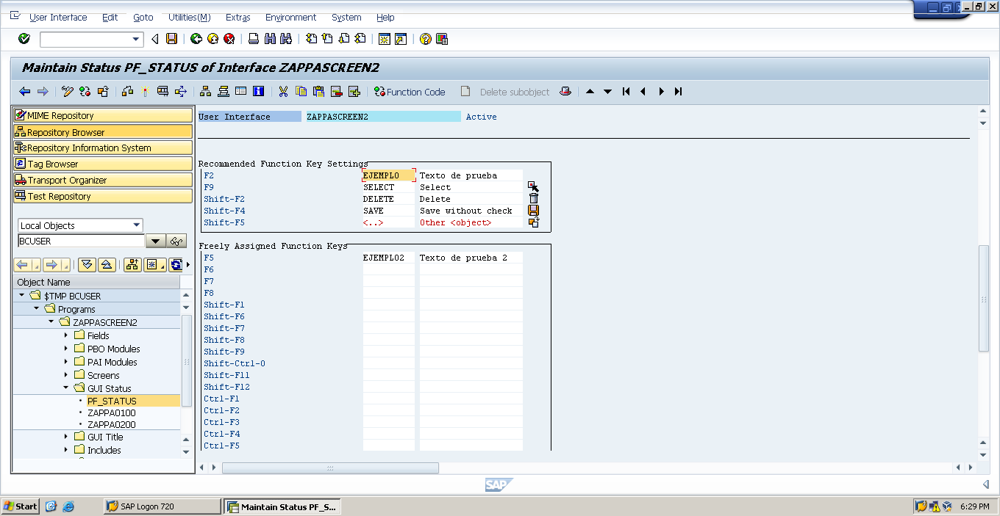 User Interface Edit Goto Utilities(M) Extras Environment System Help
Maintain Status PF_STATUS of Interface ZAPPASCREEN2
Function Code Delete subobject
MIME Repository
Repository Browser
Repository Information System
Tag Browser
Transport Organizer
Test Repository
Local Objects
BCUSER
Object Name
$TMP BCUSER
Programs
ZAPPASCREEN2
Fields
PBO Modules
PAI Modules
Screens
GUI Status
PF_STATUS
ZAPPA0100
ZAPPA0200
GUI Title
Includes
User Interface ZAPPASCREEN2 Active
Recommended Function Key Settings
F2 EJEMPLO Texto de prueba
F9 SELECT Select
Shift-F2 DELETE Delete
Shift-F4 SAVE Save without check
Shift-F5 <..> Other <object>
Freely Assigned Function Keys
F5 EJEMPLO2 Texto de prueba 2
F6
F7
F8
Shift-F1
Shift-F6
Shift-F7
Shift-F8
Shift-F9
Shift-Ctrl-0
Shift-F11
Shift-F12
Ctrl-F1
Ctrl-F2
Ctrl-F3
Ctrl-F4
Ctrl-F5
SAP
Start SAP Logon 720 Maintain Status PF_S... 6:29 PM